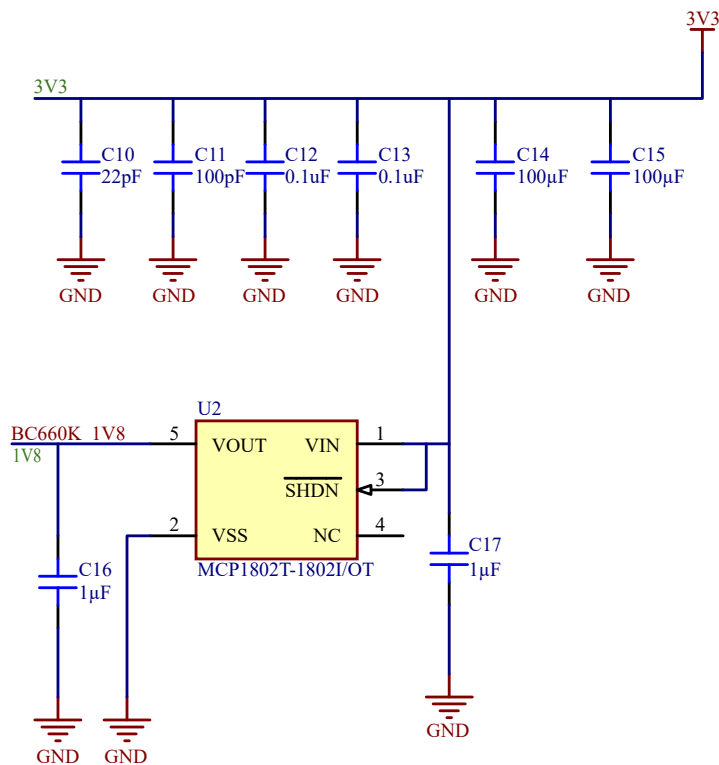 3V3
3V3
C10
22pF
C11
100pF
C12
0.1uF
C13
0.1uF
C14
100µF
C15
100µF
GND
GND
GND
GND
GND
GND
U2
BC660K_1V8
1V8
5
VOUT
VIN
1
SHDN
3
2
VSS
NC
4
MCP1802T-1802I/OT
C16
1µF
C17
1µF
GND
GND
GND